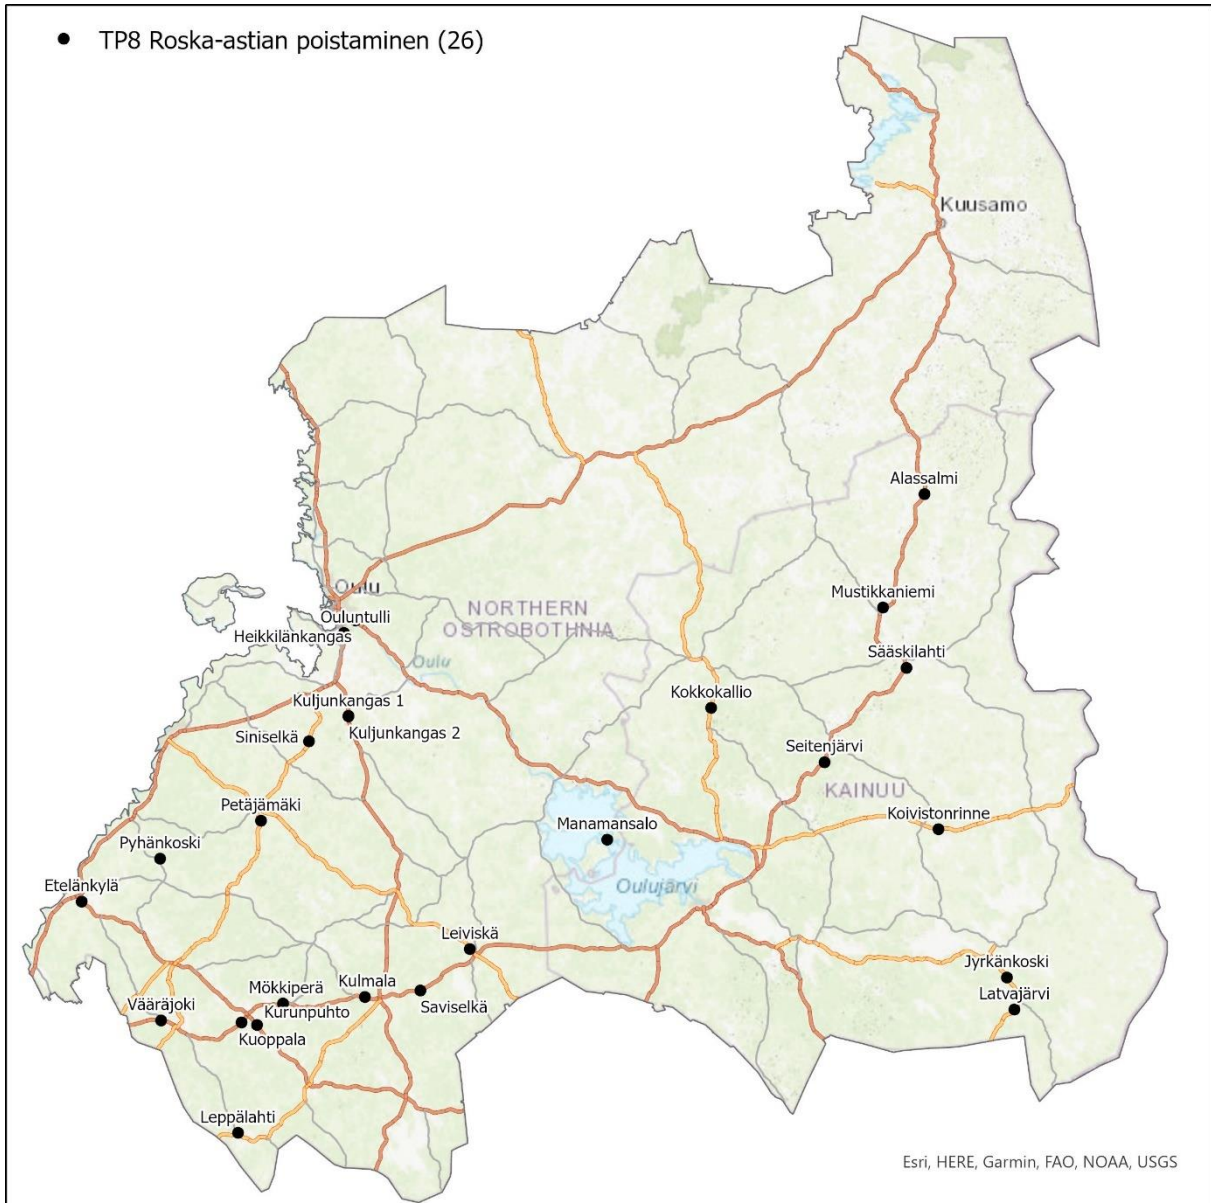 TP8 Roska-astian poistaminen (26)
Kuusamo
Alassalmi
Oulu
Mustikkaniemi
NORTHERN
OSTROBOTHNIA
Ouluntulli
Heikkilänkangas
Oulu
Sääskilahti
Kokkokallio
Kuljunkangas 1
Kuljunkangas 2
Siniselkä
Seitenjärvi
KAINUU
Petäjämäki
Koivistonrinne
Manamansalo
Pyhänkoski
Oulujärvi
Etelänkylä
Leiviskä
Jyrkänkoski
Mökkiperä
Kulmala
Latvajärvi
Vääräjoki
Kurunpuhto
Saviselkä
Kuoppala
Leppälahti
Esri, HERE, Garmin, FAO, NOAA, USGS